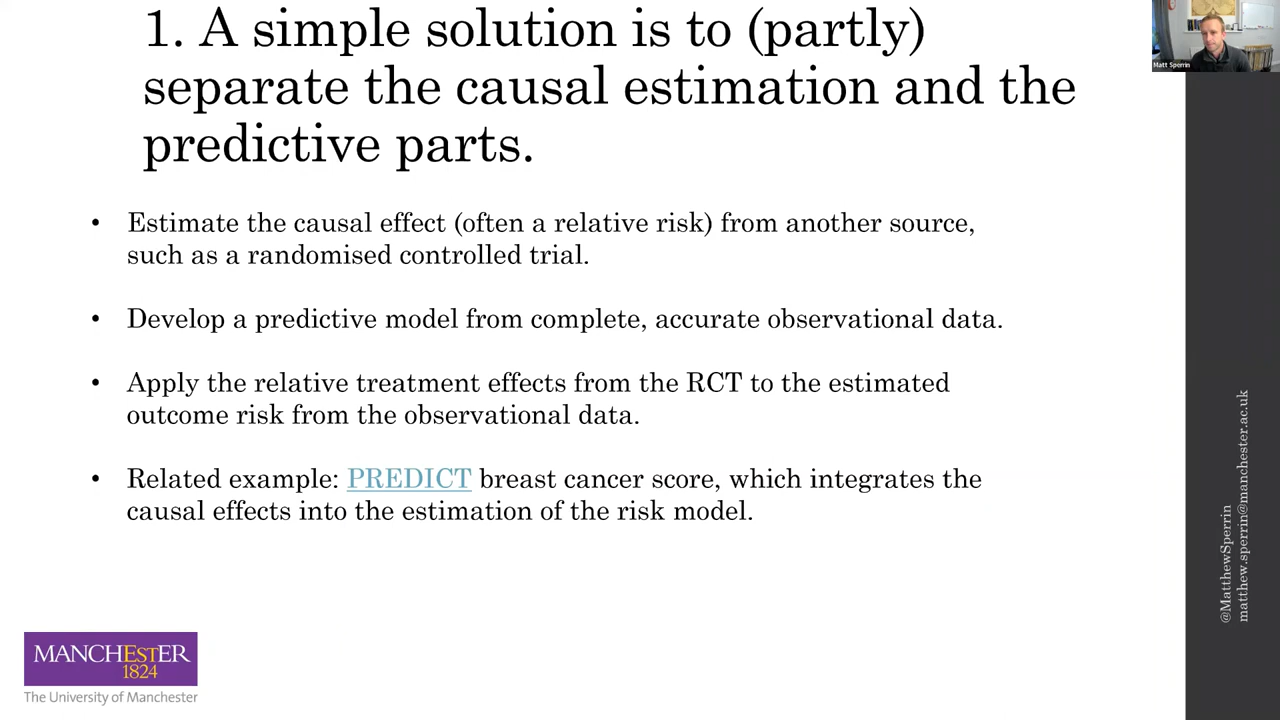 1. A simple solution is to (partly)
separate the causal estimation and the
predictive parts.
Matt Sperrin
• Estimate the causal effect (often a relative risk) from another source,
such as a randomised controlled trial.
• Develop a predictive model from complete, accurate observational data.
• Apply the relative treatment effects from the RCT to the estimated
outcome risk from the observational data.
• Related example: PREDICT breast cancer score, which integrates the
causal effects into the estimation of the risk model.
@MatthewSperrin
matthew.sperrin@manchester.ac.uk
MANCHESTER
1824
The University of Manchester